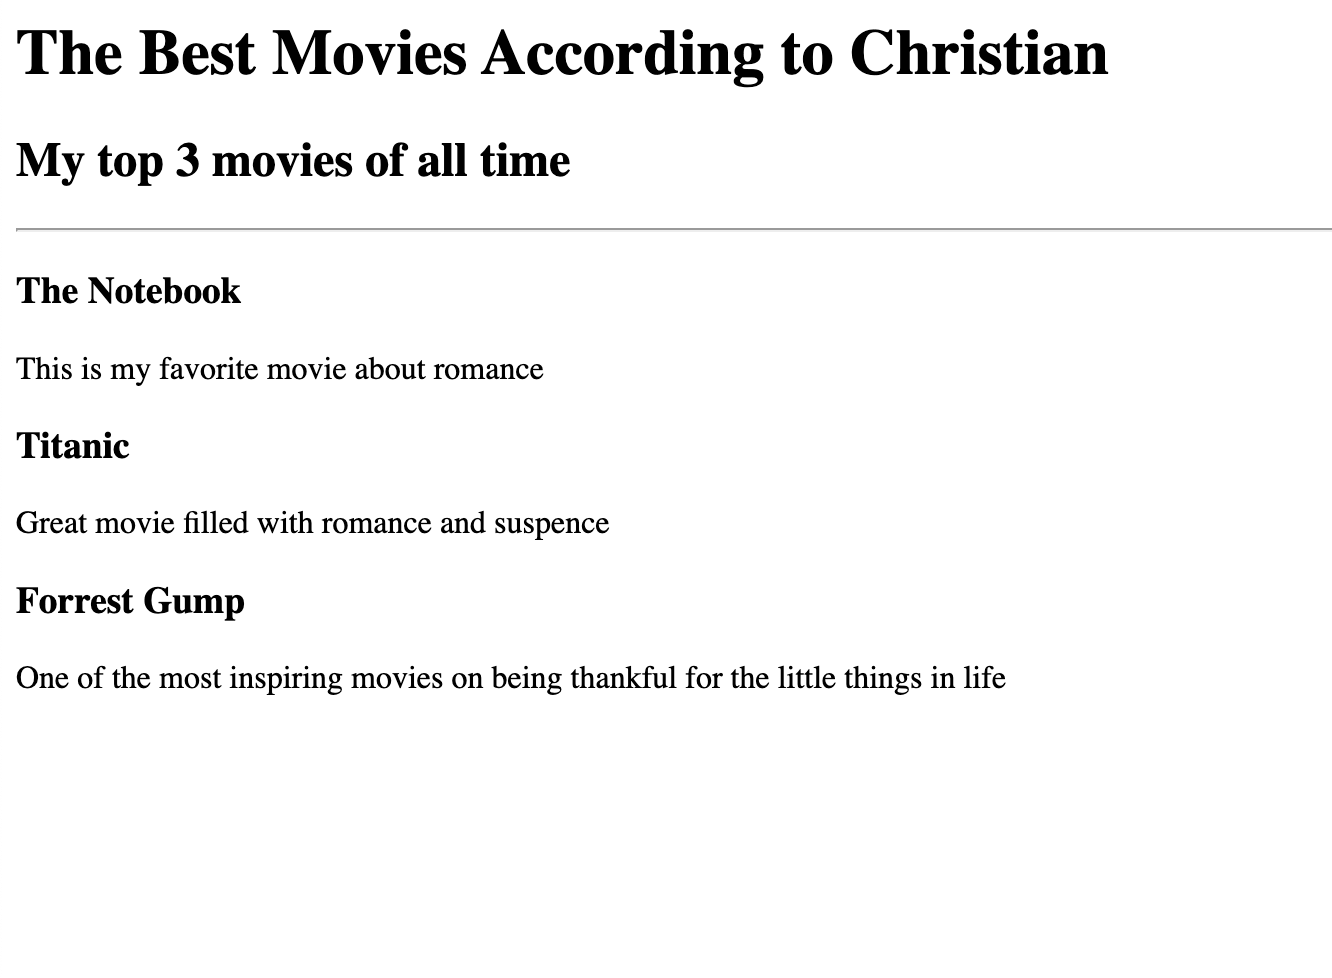 The Best Movies According to Christian
My top 3 movies of all time
The Notebook
This is my favorite movie about romance
Titanic
Great movie filled with romance and suspence
Forrest Gump
One of the most inspiring movies on being thankful for the little things in life